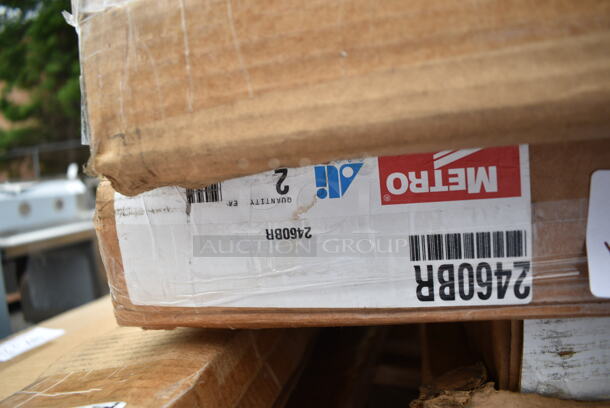 2460BR
2460BR
QUANTITY EA
2
METRO®
AUCTION GROUP